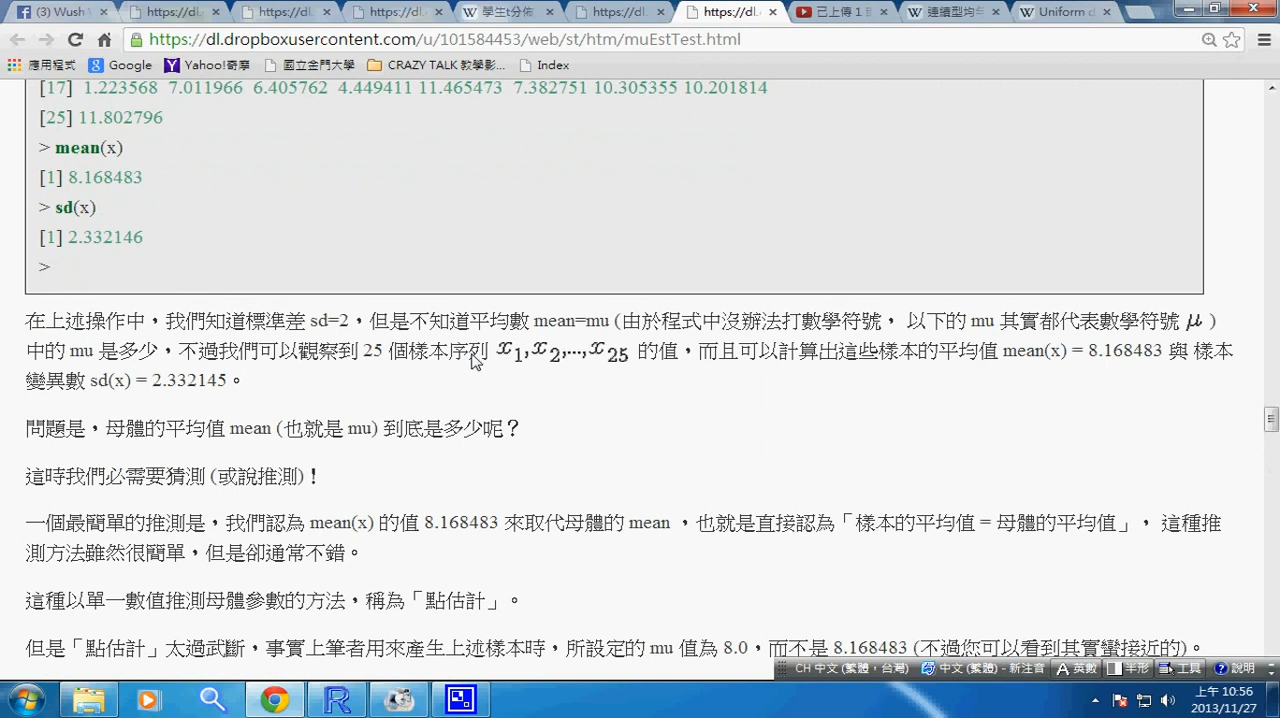 (3) Wush
https://dl.
https://dl
https://dl.
學生t分佈
https://dl
https://dl.
已上傳 1
連續型均勻
Uniform d
https://dl.dropboxusercontent.com/u/101584453/web/st/htm/muEstTest.html
應用程式 Google Yahoo!奇摩 國立金門大學 CRAZY TALK 教學影... Index
[17] 1.223568 7.011966 6.405762 4.449411 11.465473 7.382751 10.305355 10.201814
[25] 11.802796
> mean(x)
[1] 8.168483
> sd(x)
[1] 2.332146
>
在上述操作中，我們知道標準差 sd=2，但是不知道平均數 mean=mu (由於程式中沒辦法打數學符號， 以下的 mu 其實都代表數學符號 μ )
中的 mu 是多少，不過我們可以觀察到 25 個樣本序列 x1,x2,...,x25 的值，而且可以計算出這些樣本的平均值 mean(x) = 8.168483 與 樣本
變異數 sd(x) = 2.332145。
問題是，母體的平均值 mean (也就是 mu) 到底是多少呢？
這時我們必需要猜測 (或說推測)！
一個最簡單的推測是，我們認為 mean(x) 的值 8.168483 來取代母體的 mean ，也就是直接認為「樣本的平均值 = 母體的平均值」， 這種推
測方法雖然很簡單，但是卻通常不錯。
這種以單一數值推測母體參數的方法，稱為「點估計」。
但是「點估計」太過武斷，事實上筆者用來產生上述樣本時，所設定的 mu 值為 8.0，而不是 8.168483 (不過您可以看到其實蠻接近的)。
CH 中文 (繁體，台灣) 中文 (繁體) - 新注音 A 英數 半形 工具 說明
上午 10:56
2013/11/27